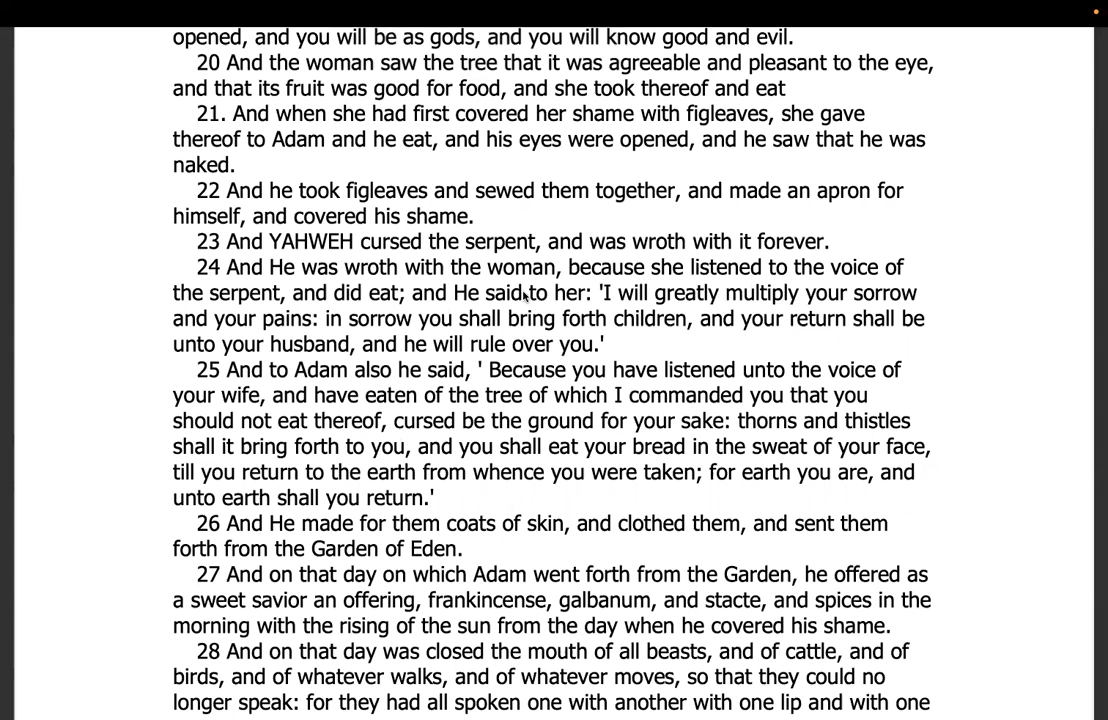 opened, and you will be as gods, and you will know good and evil.
20 And the woman saw the tree that it was agreeable and pleasant to the eye,
and that its fruit was good for food, and she took thereof and eat
21. And when she had first covered her shame with figleaves, she gave
thereof to Adam and he eat, and his eyes were opened, and he saw that he was
naked.
22 And he took figleaves and sewed them together, and made an apron for
himself, and covered his shame.
23 And YAHWEH cursed the serpent, and was wroth with it forever.
24 And He was wroth with the woman, because she listened to the voice of
the serpent, and did eat; and He said to her: 'I will greatly multiply your sorrow
and your pains: in sorrow you shall bring forth children, and your return shall be
unto your husband, and he will rule over you.'
25 And to Adam also he said, ' Because you have listened unto the voice of
your wife, and have eaten of the tree of which I commanded you that you
should not eat thereof, cursed be the ground for your sake: thorns and thistles
shall it bring forth to you, and you shall eat your bread in the sweat of your face,
till you return to the earth from whence you were taken; for earth you are, and
unto earth shall you return.'
26 And He made for them coats of skin, and clothed them, and sent them
forth from the Garden of Eden.
27 And on that day on which Adam went forth from the Garden, he offered as
a sweet savior an offering, frankincense, galbanum, and stacte, and spices in the
morning with the rising of the sun from the day when he covered his shame.
28 And on that day was closed the mouth of all beasts, and of cattle, and of
birds, and of whatever walks, and of whatever moves, so that they could no
longer speak: for they had all spoken one with another with one lip and with one